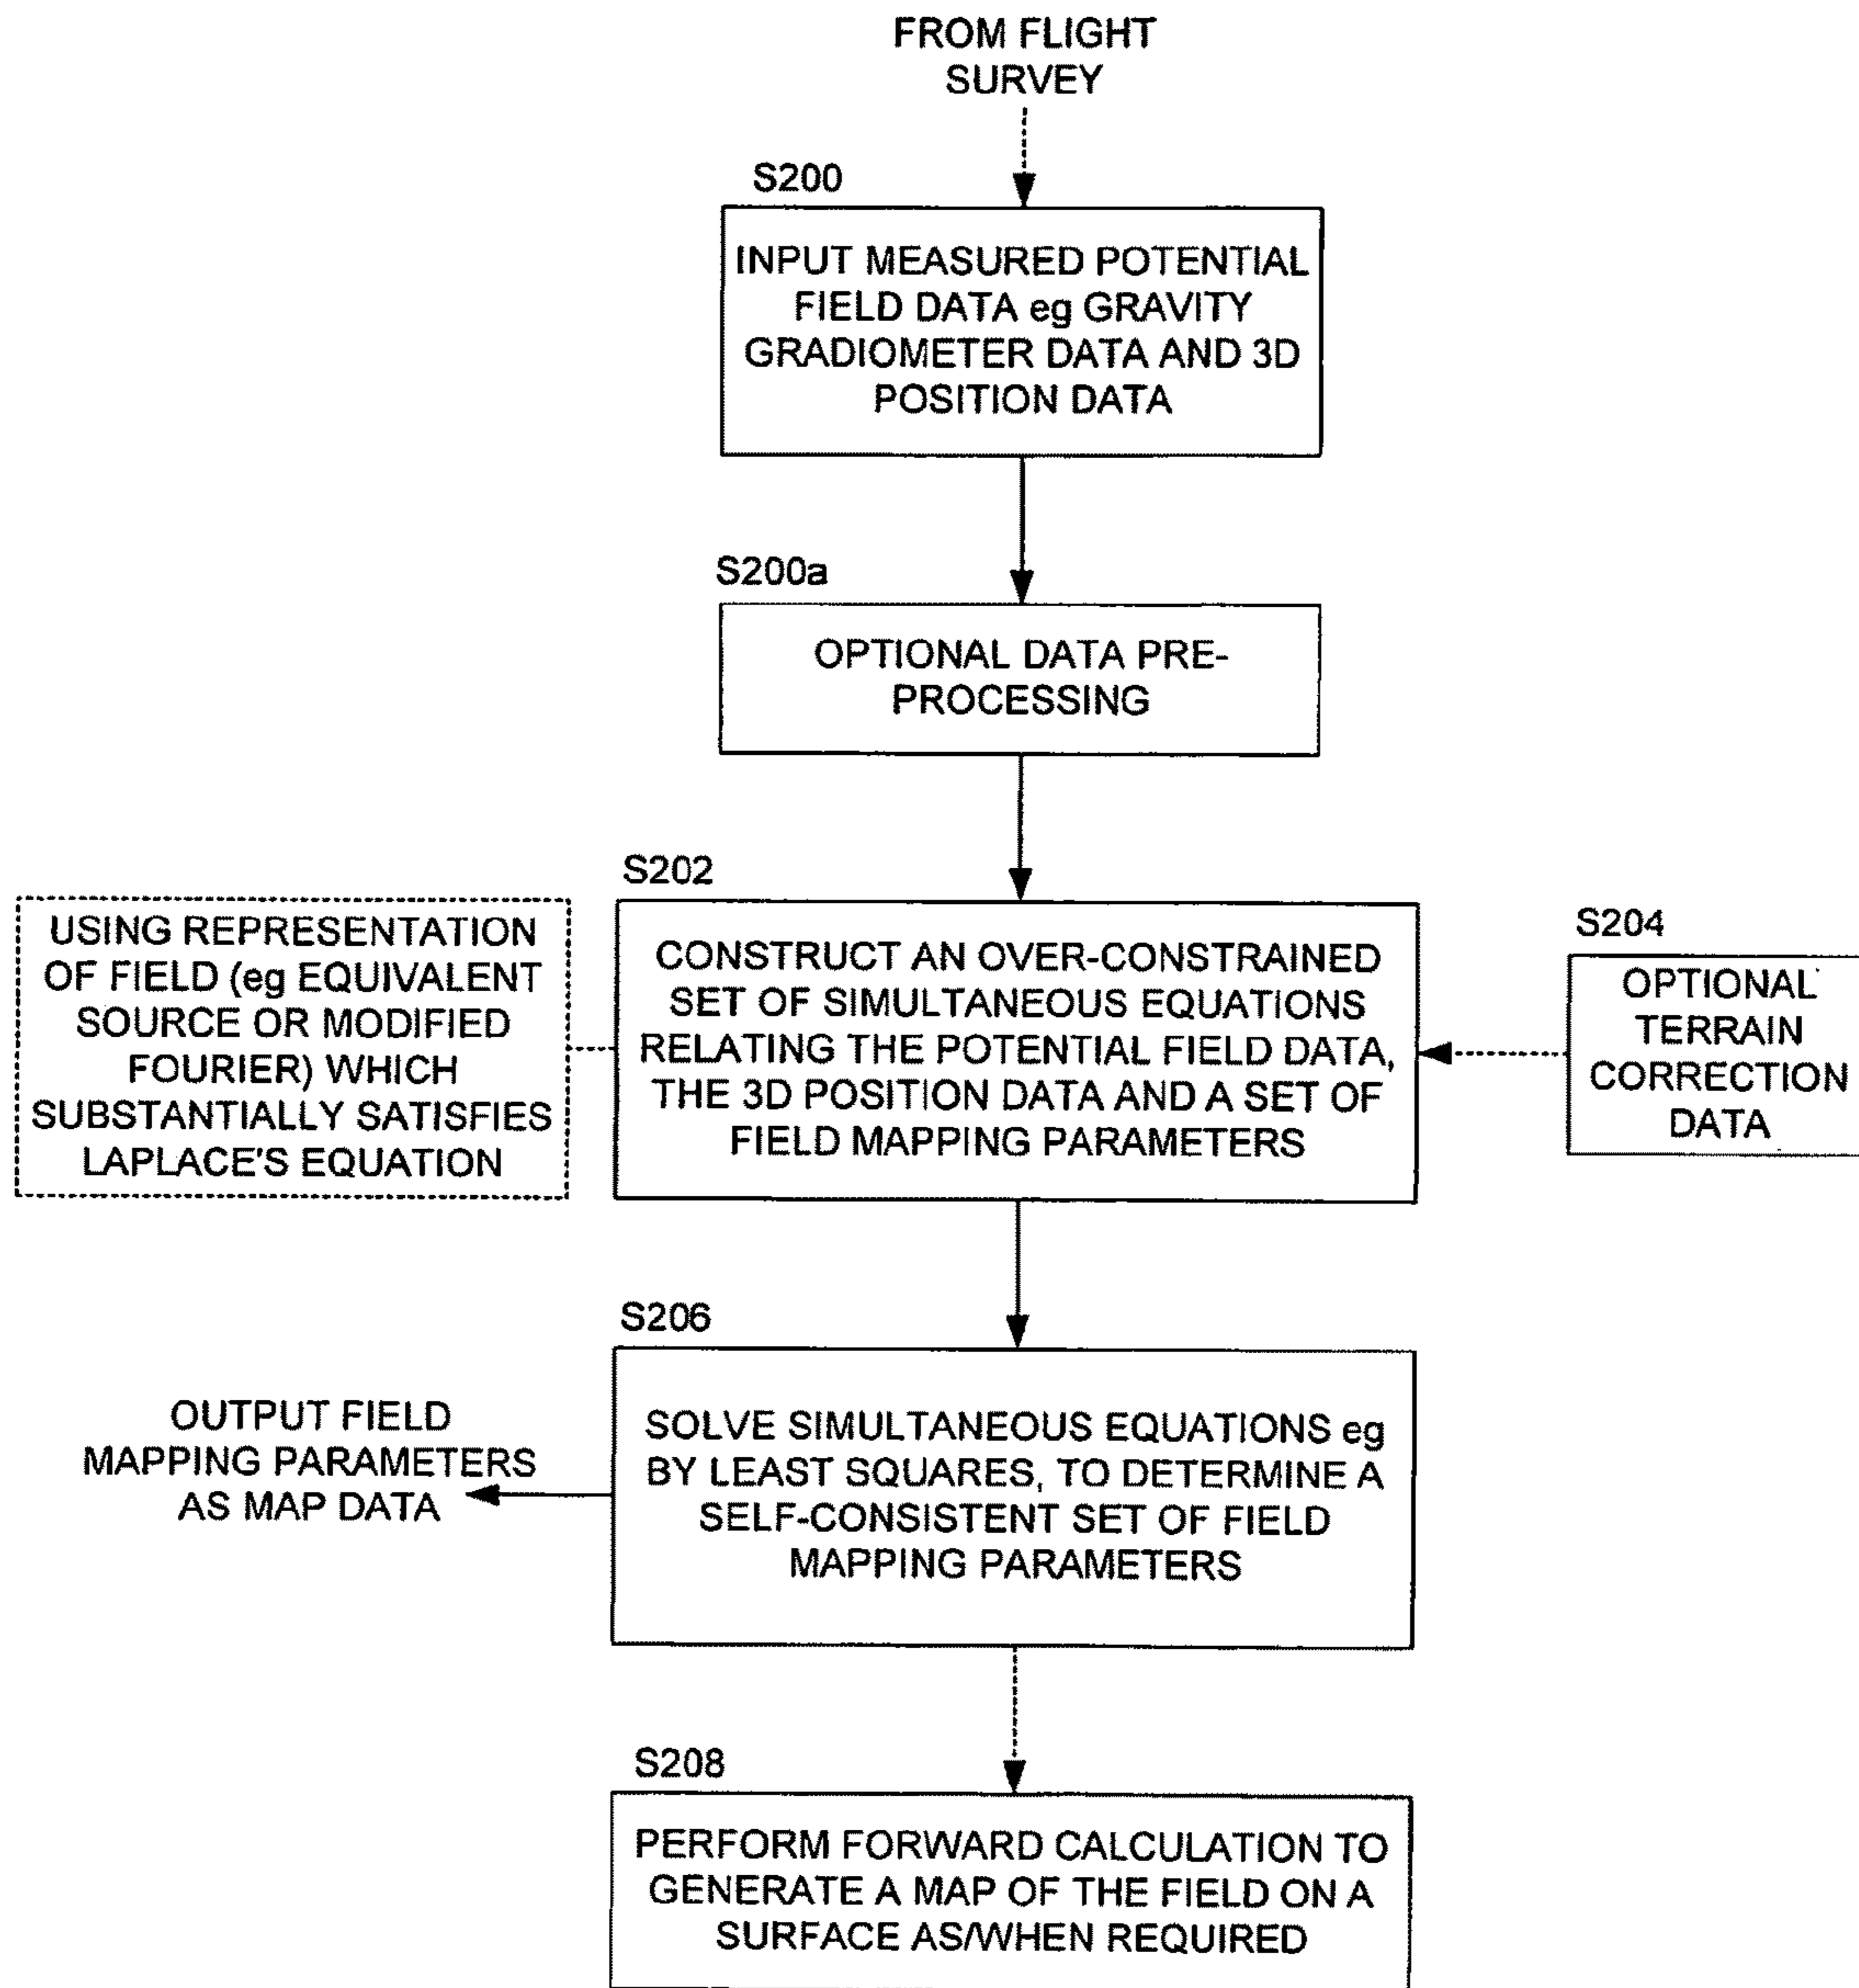 FROM FLIGHT
SURVEY
S200
INPUT MEASURED POTENTIAL
FIELD DATA eg GRAVITY
GRADIOMETER DATA AND 3D
POSITION DATA
S200a
OPTIONAL DATA PRE-
PROCESSING
S202
CONSTRUCT AN OVER-CONSTRAINED
SET OF SIMULTANEOUS EQUATIONS
RELATING THE POTENTIAL FIELD DATA,
THE 3D POSITION DATA AND A SET OF
FIELD MAPPING PARAMETERS
USING REPRESENTATION
OF FIELD (eg EQUIVALENT
SOURCE OR MODIFIED
FOURIER) WHICH
SUBSTANTIALLY SATISFIES
LAPLACE'S EQUATION
S204
OPTIONAL
TERRAIN
CORRECTION
DATA
S206
SOLVE SIMULTANEOUS EQUATIONS eg
BY LEAST SQUARES, TO DETERMINE A
SELF-CONSISTENT SET OF FIELD
MAPPING PARAMETERS
OUTPUT FIELD
MAPPING PARAMETERS
AS MAP DATA
S208
PERFORM FORWARD CALCULATION TO
GENERATE A MAP OF THE FIELD ON A
SURFACE AS/WHEN REQUIRED